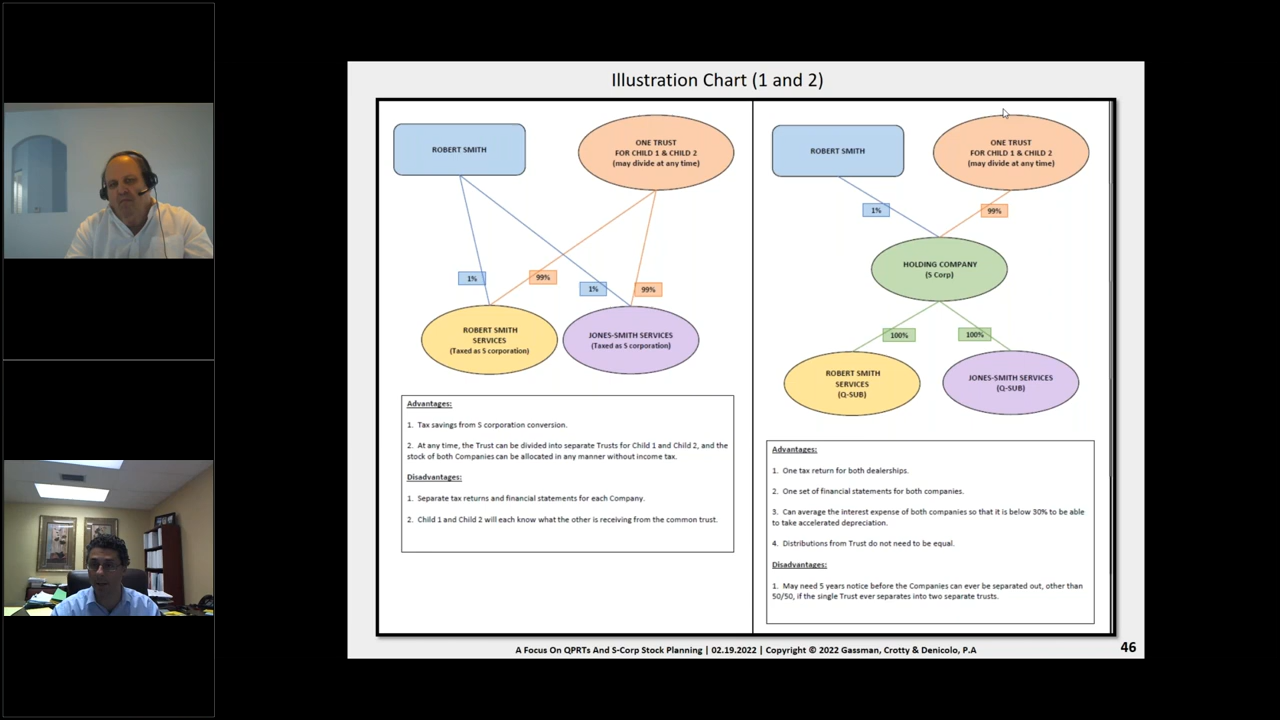 Illustration Chart (1 and 2)
ROBERT SMITH
ONE TRUST
FOR CHILD 1 & CHILD 2
(may divide at any time)
1%
99%
1%
99%
ROBERT SMITH
SERVICES
(Taxed as S corporation)
JONES-SMITH SERVICES
(Taxed as S corporation)
Advantages:
1. Tax savings from S corporation conversion.
2. At any time, the Trust can be divided into separate Trusts for Child 1 and Child 2, and the
stock of both Companies can be allocated in any manner without income tax.
Disadvantages:
1. Separate tax returns and financial statements for each Company.
2. Child 1 and Child 2 will each know what the other is receiving from the common trust.
ROBERT SMITH
ONE TRUST
FOR CHILD 1 & CHILD 2
(may divide at any time)
1%
99%
HOLDING COMPANY
(S Corp)
100%
100%
ROBERT SMITH
SERVICES
(Q-SUB)
JONES-SMITH SERVICES
(Q-SUB)
Advantages:
1. One tax return for both dealerships.
2. One set of financial statements for both companies.
3. Can average the interest expense of both companies so that it is below 30% to be able
to take accelerated depreciation.
4. Distributions from Trust do not need to be equal.
Disadvantages:
1. May need 5 years notice before the Companies can ever be separated out, other than
50/50, if the single Trust ever separates into two separate trusts.
A Focus On QPRTs And S-Corp Stock Planning | 02.19.2022 | Copyright © 2022 Gassman, Crotty & Denicolo, P.A
46